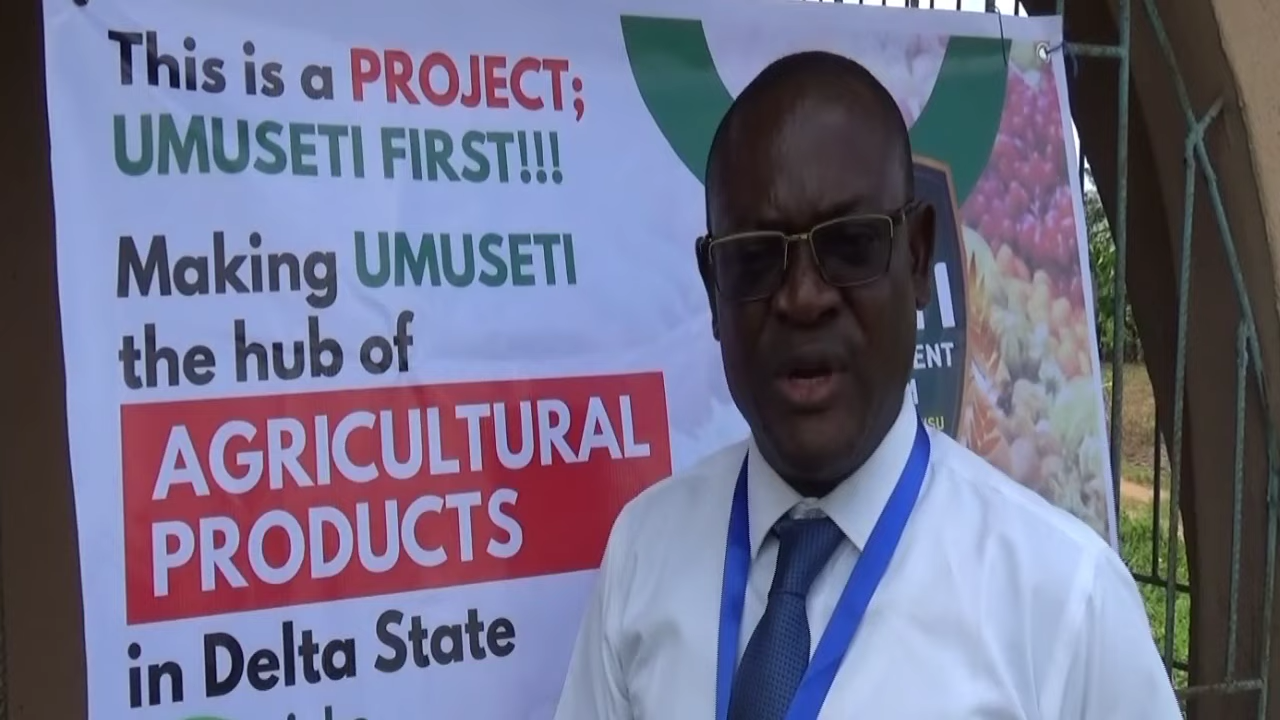 This is a PROJECT;
UMUSETI FIRST!!!
Making UMUSETI
the hub of
AGRICULTURAL
PRODUCTS
in Delta State